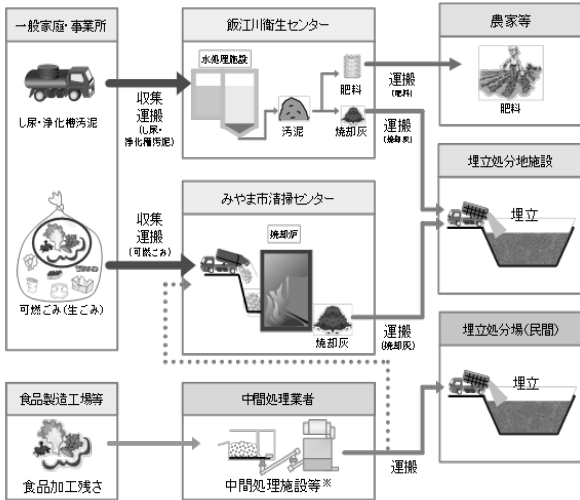 一般家庭・事業所
し尿・浄化槽汚泥
可燃ごみ(生ごみ)
収集
運搬
(し尿・
浄化槽汚泥)
収集
運搬
(可燃ごみ)
飯江川衛生センター
水処理施設
汚泥
肥料
焼却灰
運搬
(肥料)
運搬
(焼却灰)
農家等
肥料
みやま市清掃センター
焼却炉
焼却灰
運搬
(焼却灰)
埋立処分地施設
埋立
食品製造工場等
食品加工残さ
中間処理業者
中間処理施設等※
運搬
埋立処分場(民間)
埋立